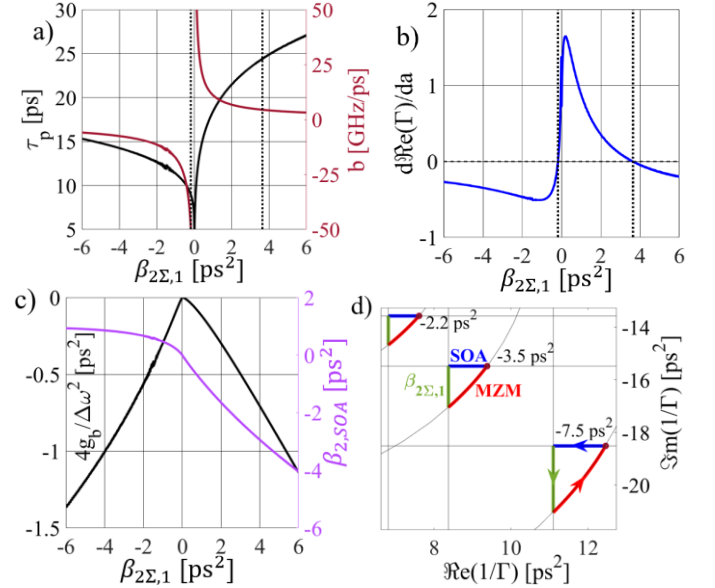 a)
30
25
20
15
10
5
τp [ps]
50
25
0
-25
-50
b [GHz/ps]
-6 -4 -2 0 2 4 6
β2Σ,1 [ps²]
b)
2
1
0
-1
dℜe(Γ)/da
-6 -4 -2 0 2 4 6
β2Σ,1 [ps²]
c)
0
-0.5
-1
-1.5
4gb/Δω² [ps²]
2
0
-2
-4
-6
β2,SOA [ps²]
-6 -4 -2 0 2 4 6
β2Σ,1 [ps²]
d)
-2.2 ps²
SOA
-3.5 ps²
β2Σ,1
MZM
-7.5 ps²
-14
-16
-18
-20
ℑm(1/Γ) [ps²]
8 10 12
ℜe(1/Γ) [ps²]